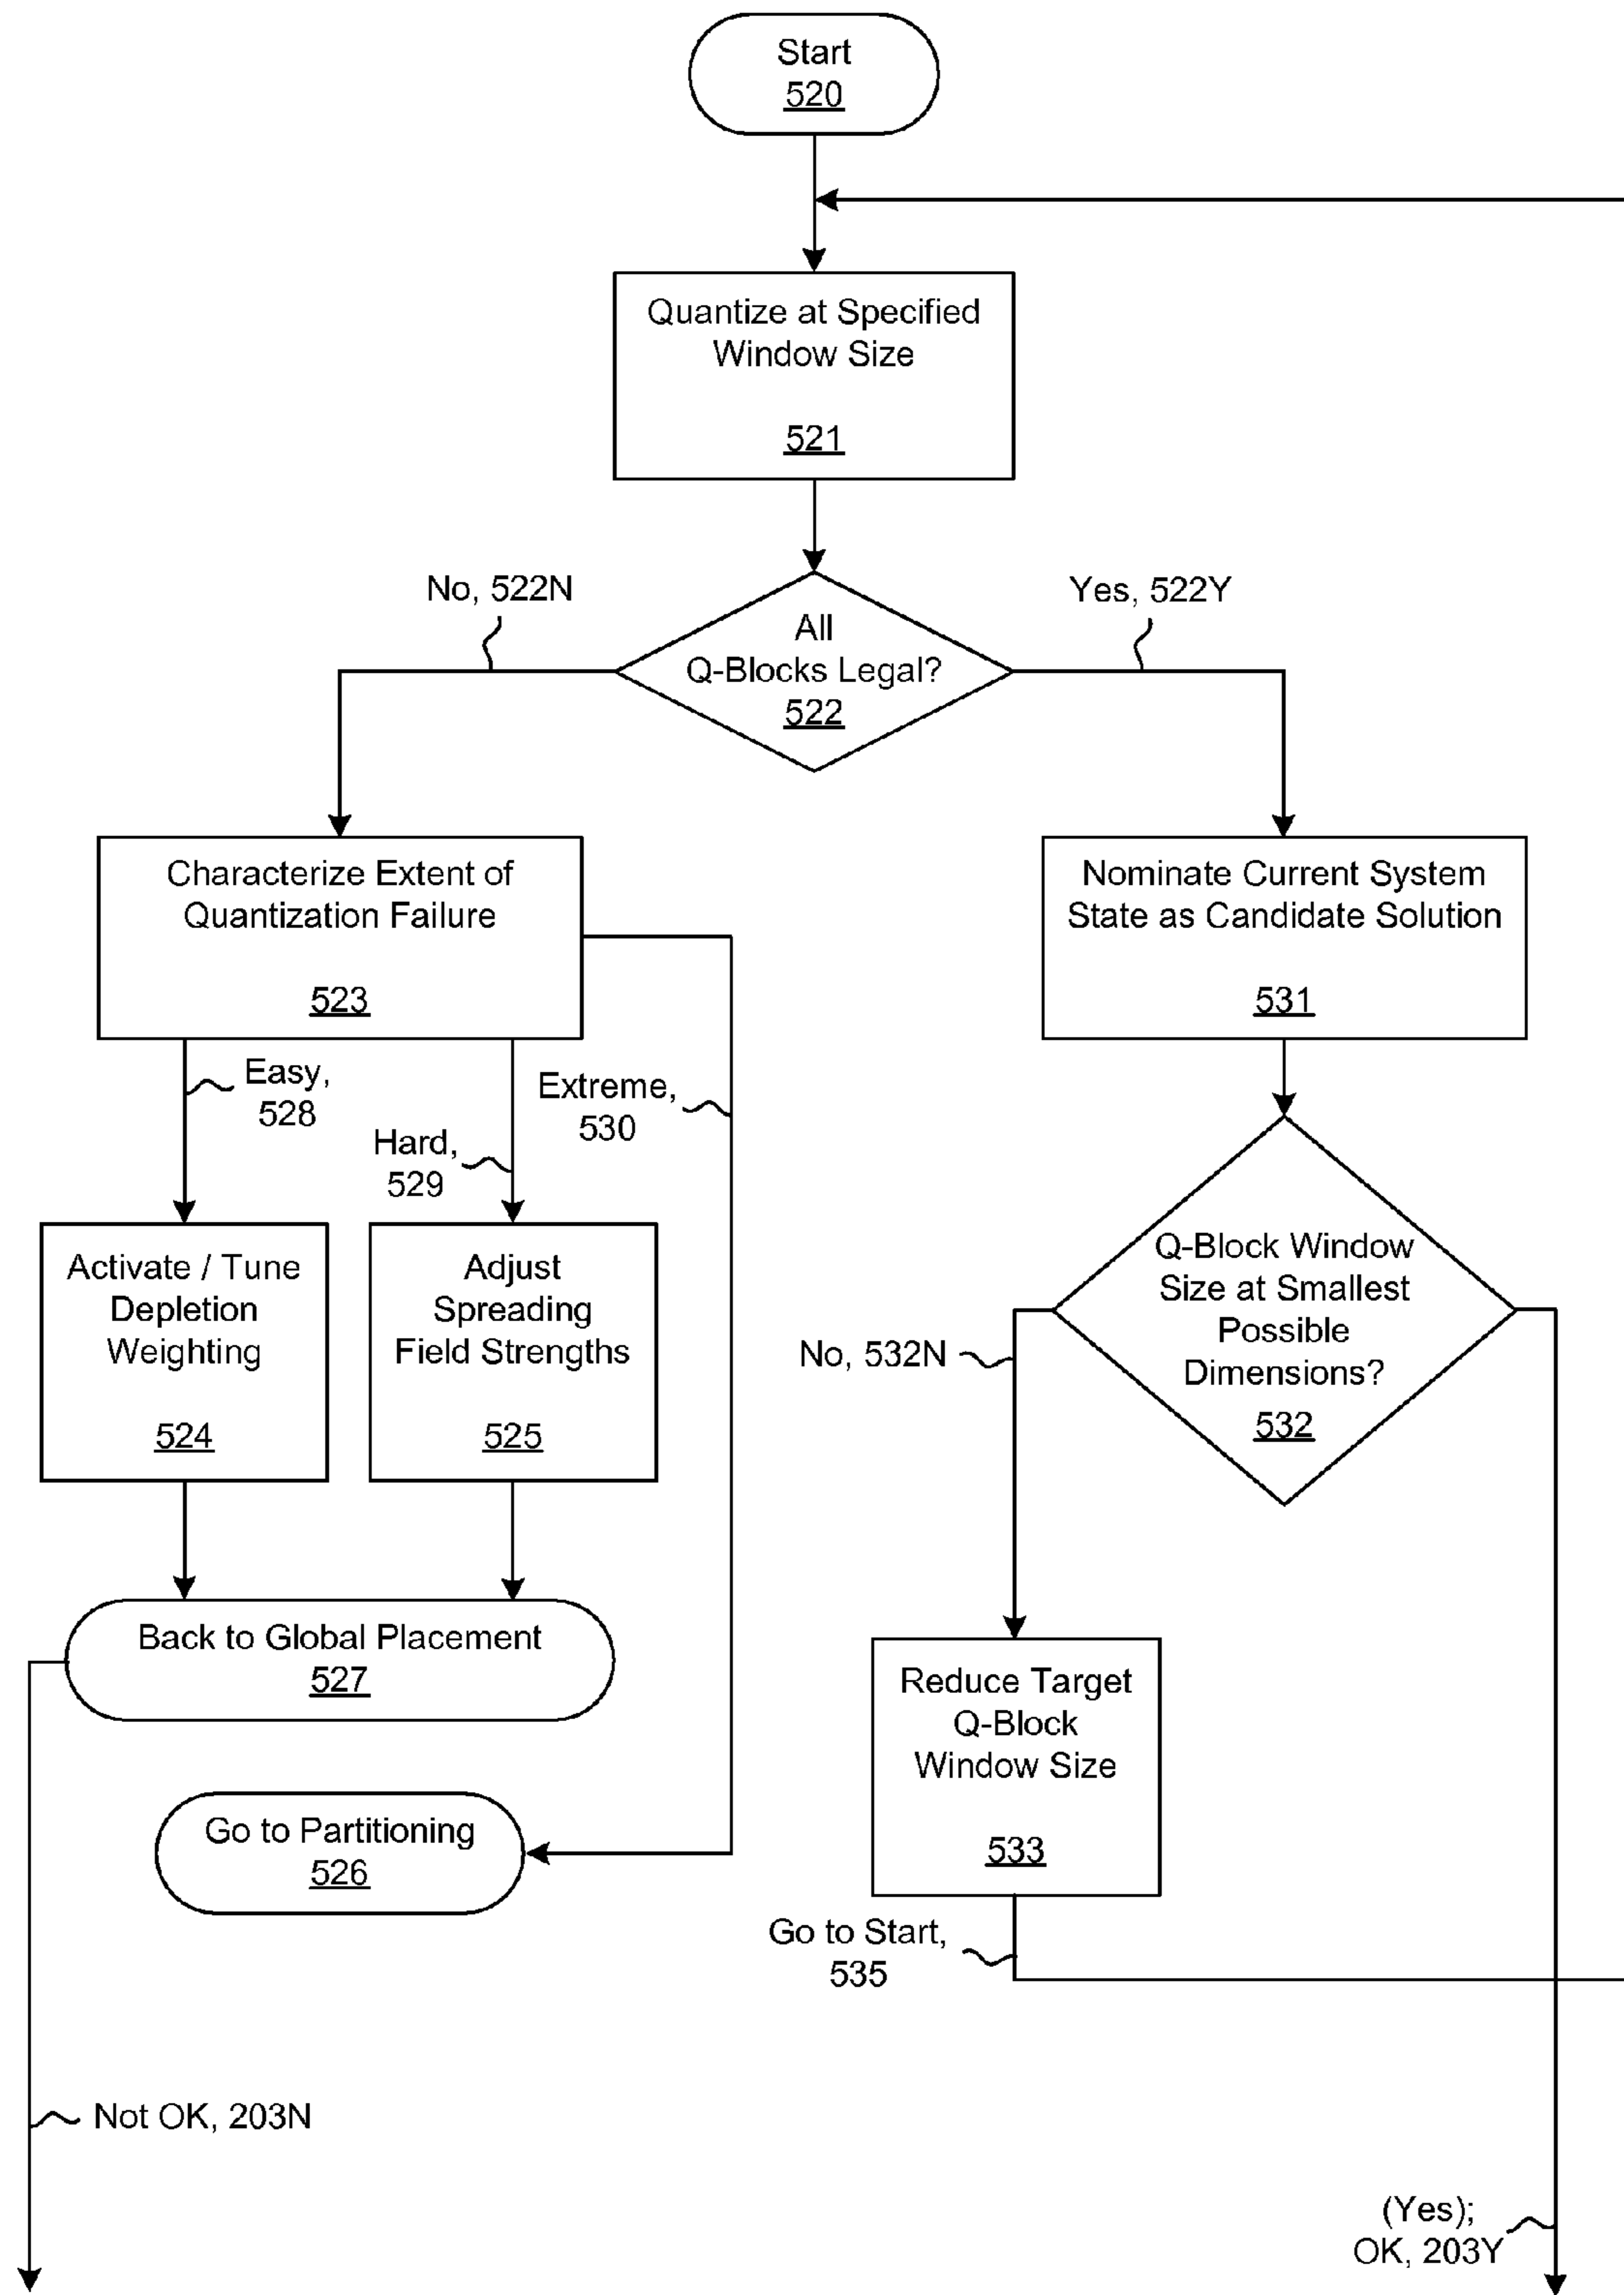 Start
520
Quantize at Specified
Window Size
521
No, 522N
Yes, 522Y
All
Q-Blocks Legal?
522
Characterize Extent of
Quantization Failure
523
Nominate Current System
State as Candidate Solution
531
Easy,
528
Hard,
529
Extreme,
530
Activate / Tune
Depletion
Weighting
524
Adjust
Spreading
Field Strengths
525
Q-Block Window
Size at Smallest
Possible
Dimensions?
532
No, 532N
Back to Global Placement
527
Go to Partitioning
526
Reduce Target
Q-Block
Window Size
533
Go to Start,
535
Not OK, 203N
(Yes);
OK, 203Y